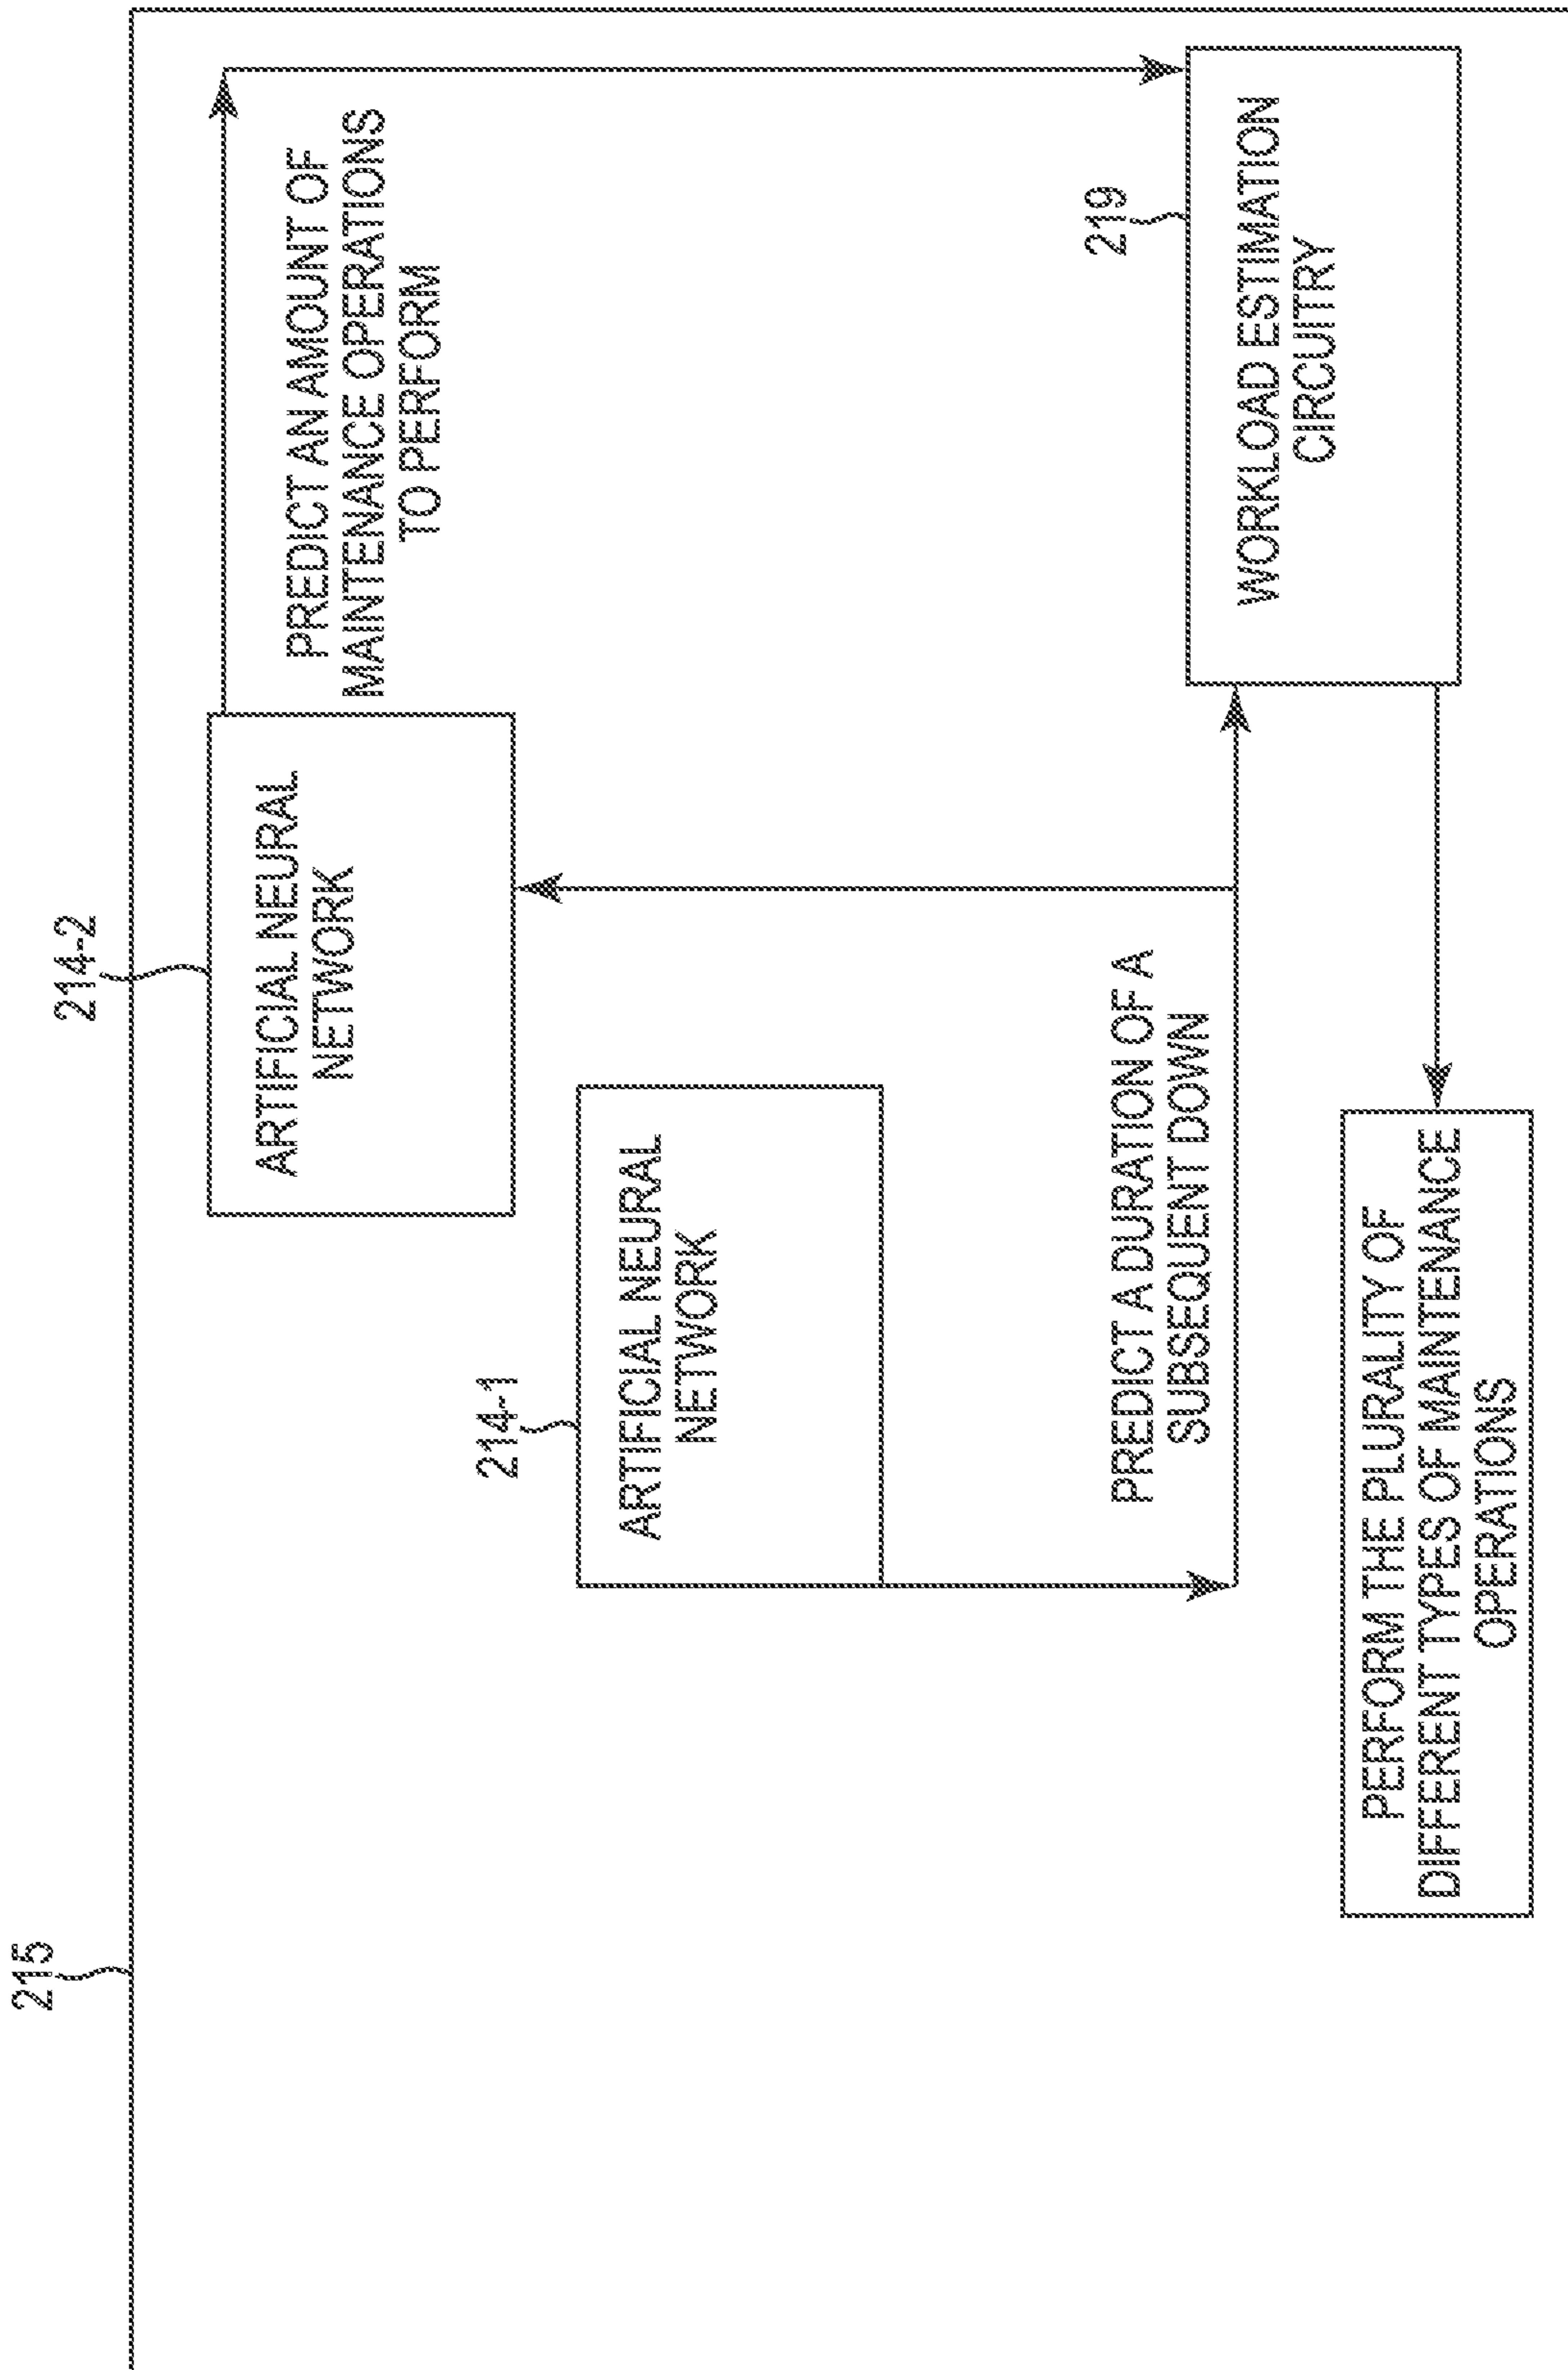 215
214-2
ARTIFICIAL NEURAL
NETWORK
PREDICT AN AMOUNT OF
MAINTENANCE OPERATIONS
TO PERFORM
214-1
ARTIFICIAL NEURAL
NETWORK
PREDICT A DURATION OF A
SUBSEQUENT DOWN
219
WORKLOAD ESTIMATION
CIRCUITRY
PERFORM THE PLURALITY OF
DIFFERENT TYPES OF MAINTENANCE
OPERATIONS